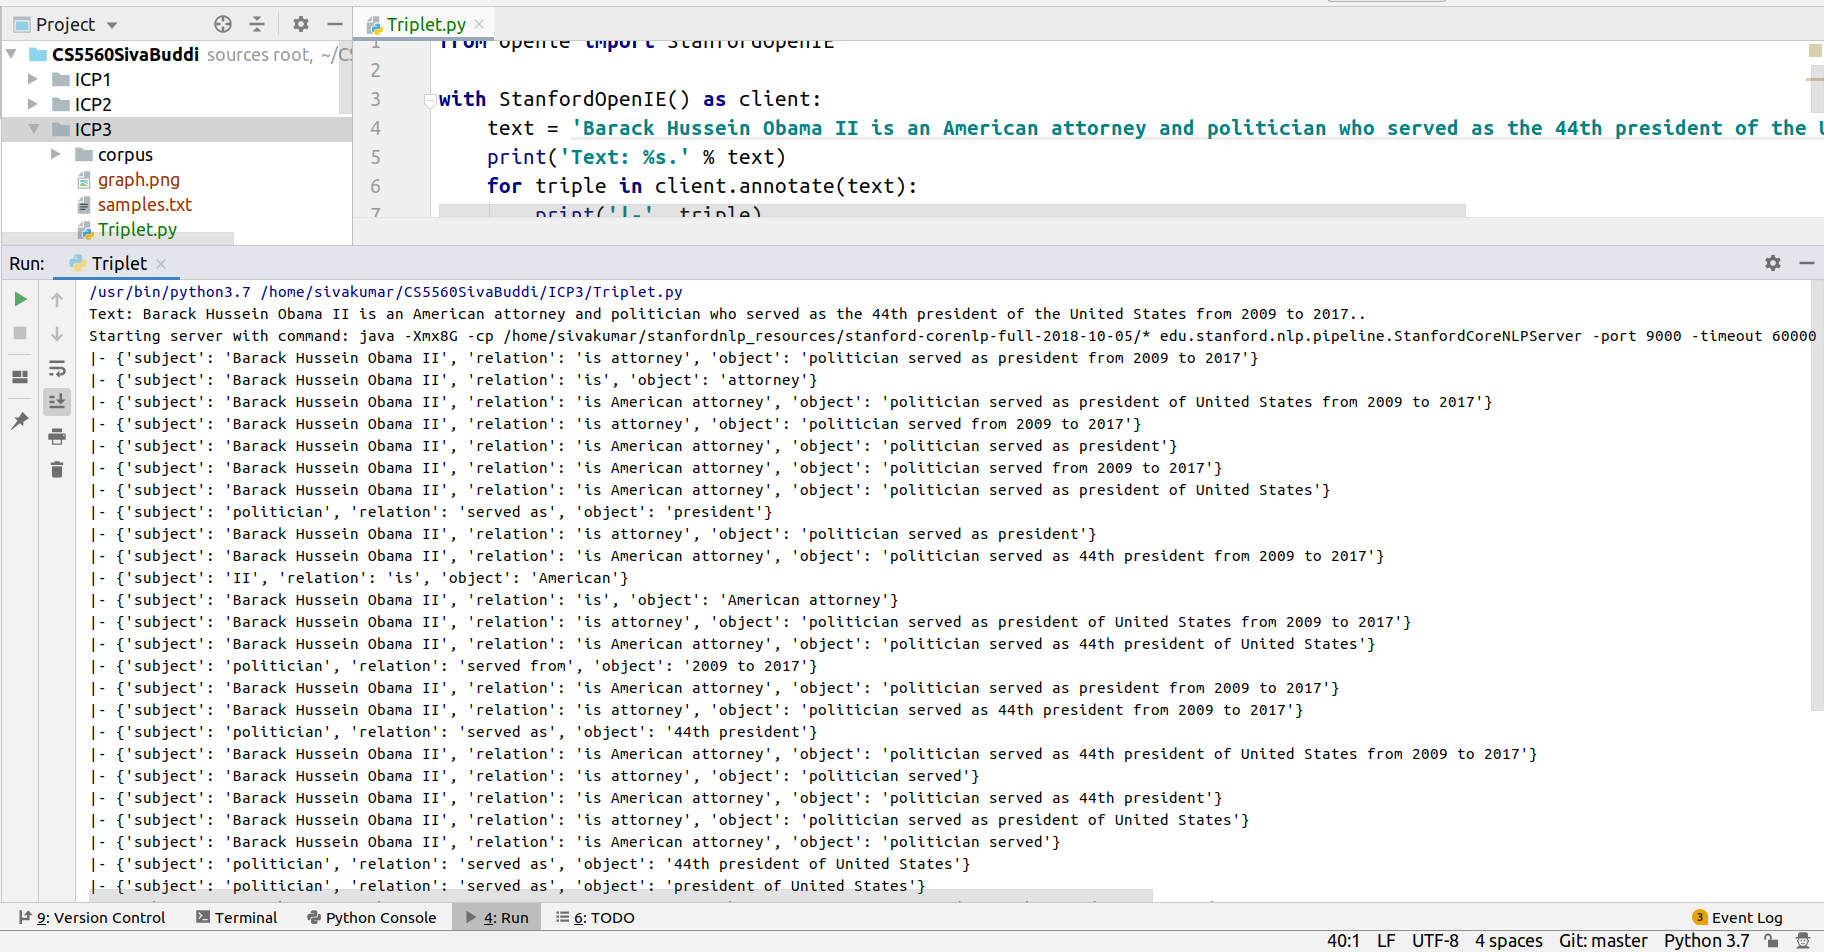 Project
Triplet.py
CS5560SivaBuddi sources root, ~/CS
ICP1
ICP2
ICP3
corpus
graph.png
samples.txt
Triplet.py
1 from openie import StanfordOpenIE
2
3 with StanfordOpenIE() as client:
4 text = 'Barack Hussein Obama II is an American attorney and politician who served as the 44th president of the U
5 print('Text: %s.' % text)
6 for triple in client.annotate(text):
7 print('|-', triple)
Run: Triplet
/usr/bin/python3.7 /home/sivakumar/CS5560SivaBuddi/ICP3/Triplet.py
Text: Barack Hussein Obama II is an American attorney and politician who served as the 44th president of the United States from 2009 to 2017..
Starting server with command: java -Xmx8G -cp /home/sivakumar/stanfordnlp_resources/stanford-corenlp-full-2018-10-05/* edu.stanford.nlp.pipeline.StanfordCoreNLPServer -port 9000 -timeout 60000
|- {'subject': 'Barack Hussein Obama II', 'relation': 'is attorney', 'object': 'politician served as president from 2009 to 2017'}
|- {'subject': 'Barack Hussein Obama II', 'relation': 'is', 'object': 'attorney'}
|- {'subject': 'Barack Hussein Obama II', 'relation': 'is American attorney', 'object': 'politician served as president of United States from 2009 to 2017'}
|- {'subject': 'Barack Hussein Obama II', 'relation': 'is attorney', 'object': 'politician served from 2009 to 2017'}
|- {'subject': 'Barack Hussein Obama II', 'relation': 'is American attorney', 'object': 'politician served as president'}
|- {'subject': 'Barack Hussein Obama II', 'relation': 'is American attorney', 'object': 'politician served from 2009 to 2017'}
|- {'subject': 'Barack Hussein Obama II', 'relation': 'is American attorney', 'object': 'politician served as president of United States'}
|- {'subject': 'politician', 'relation': 'served as', 'object': 'president'}
|- {'subject': 'Barack Hussein Obama II', 'relation': 'is attorney', 'object': 'politician served as president'}
|- {'subject': 'Barack Hussein Obama II', 'relation': 'is American attorney', 'object': 'politician served as 44th president from 2009 to 2017'}
|- {'subject': 'II', 'relation': 'is', 'object': 'American'}
|- {'subject': 'Barack Hussein Obama II', 'relation': 'is', 'object': 'American attorney'}
|- {'subject': 'Barack Hussein Obama II', 'relation': 'is attorney', 'object': 'politician served as president of United States from 2009 to 2017'}
|- {'subject': 'Barack Hussein Obama II', 'relation': 'is American attorney', 'object': 'politician served as 44th president of United States'}
|- {'subject': 'politician', 'relation': 'served from', 'object': '2009 to 2017'}
|- {'subject': 'Barack Hussein Obama II', 'relation': 'is American attorney', 'object': 'politician served as president from 2009 to 2017'}
|- {'subject': 'Barack Hussein Obama II', 'relation': 'is attorney', 'object': 'politician served as 44th president from 2009 to 2017'}
|- {'subject': 'politician', 'relation': 'served as', 'object': '44th president'}
|- {'subject': 'Barack Hussein Obama II', 'relation': 'is American attorney', 'object': 'politician served as 44th president of United States from 2009 to 2017'}
|- {'subject': 'Barack Hussein Obama II', 'relation': 'is attorney', 'object': 'politician served'}
|- {'subject': 'Barack Hussein Obama II', 'relation': 'is American attorney', 'object': 'politician served as 44th president'}
|- {'subject': 'Barack Hussein Obama II', 'relation': 'is attorney', 'object': 'politician served as president of United States'}
|- {'subject': 'Barack Hussein Obama II', 'relation': 'is American attorney', 'object': 'politician served'}
|- {'subject': 'politician', 'relation': 'served as', 'object': '44th president of United States'}
|- {'subject': 'politician', 'relation': 'served as', 'object': 'president of United States'}
9: Version Control Terminal Python Console 4: Run 6: TODO 3 Event Log
40:1 LF UTF-8 4 spaces Git: master Python 3.7